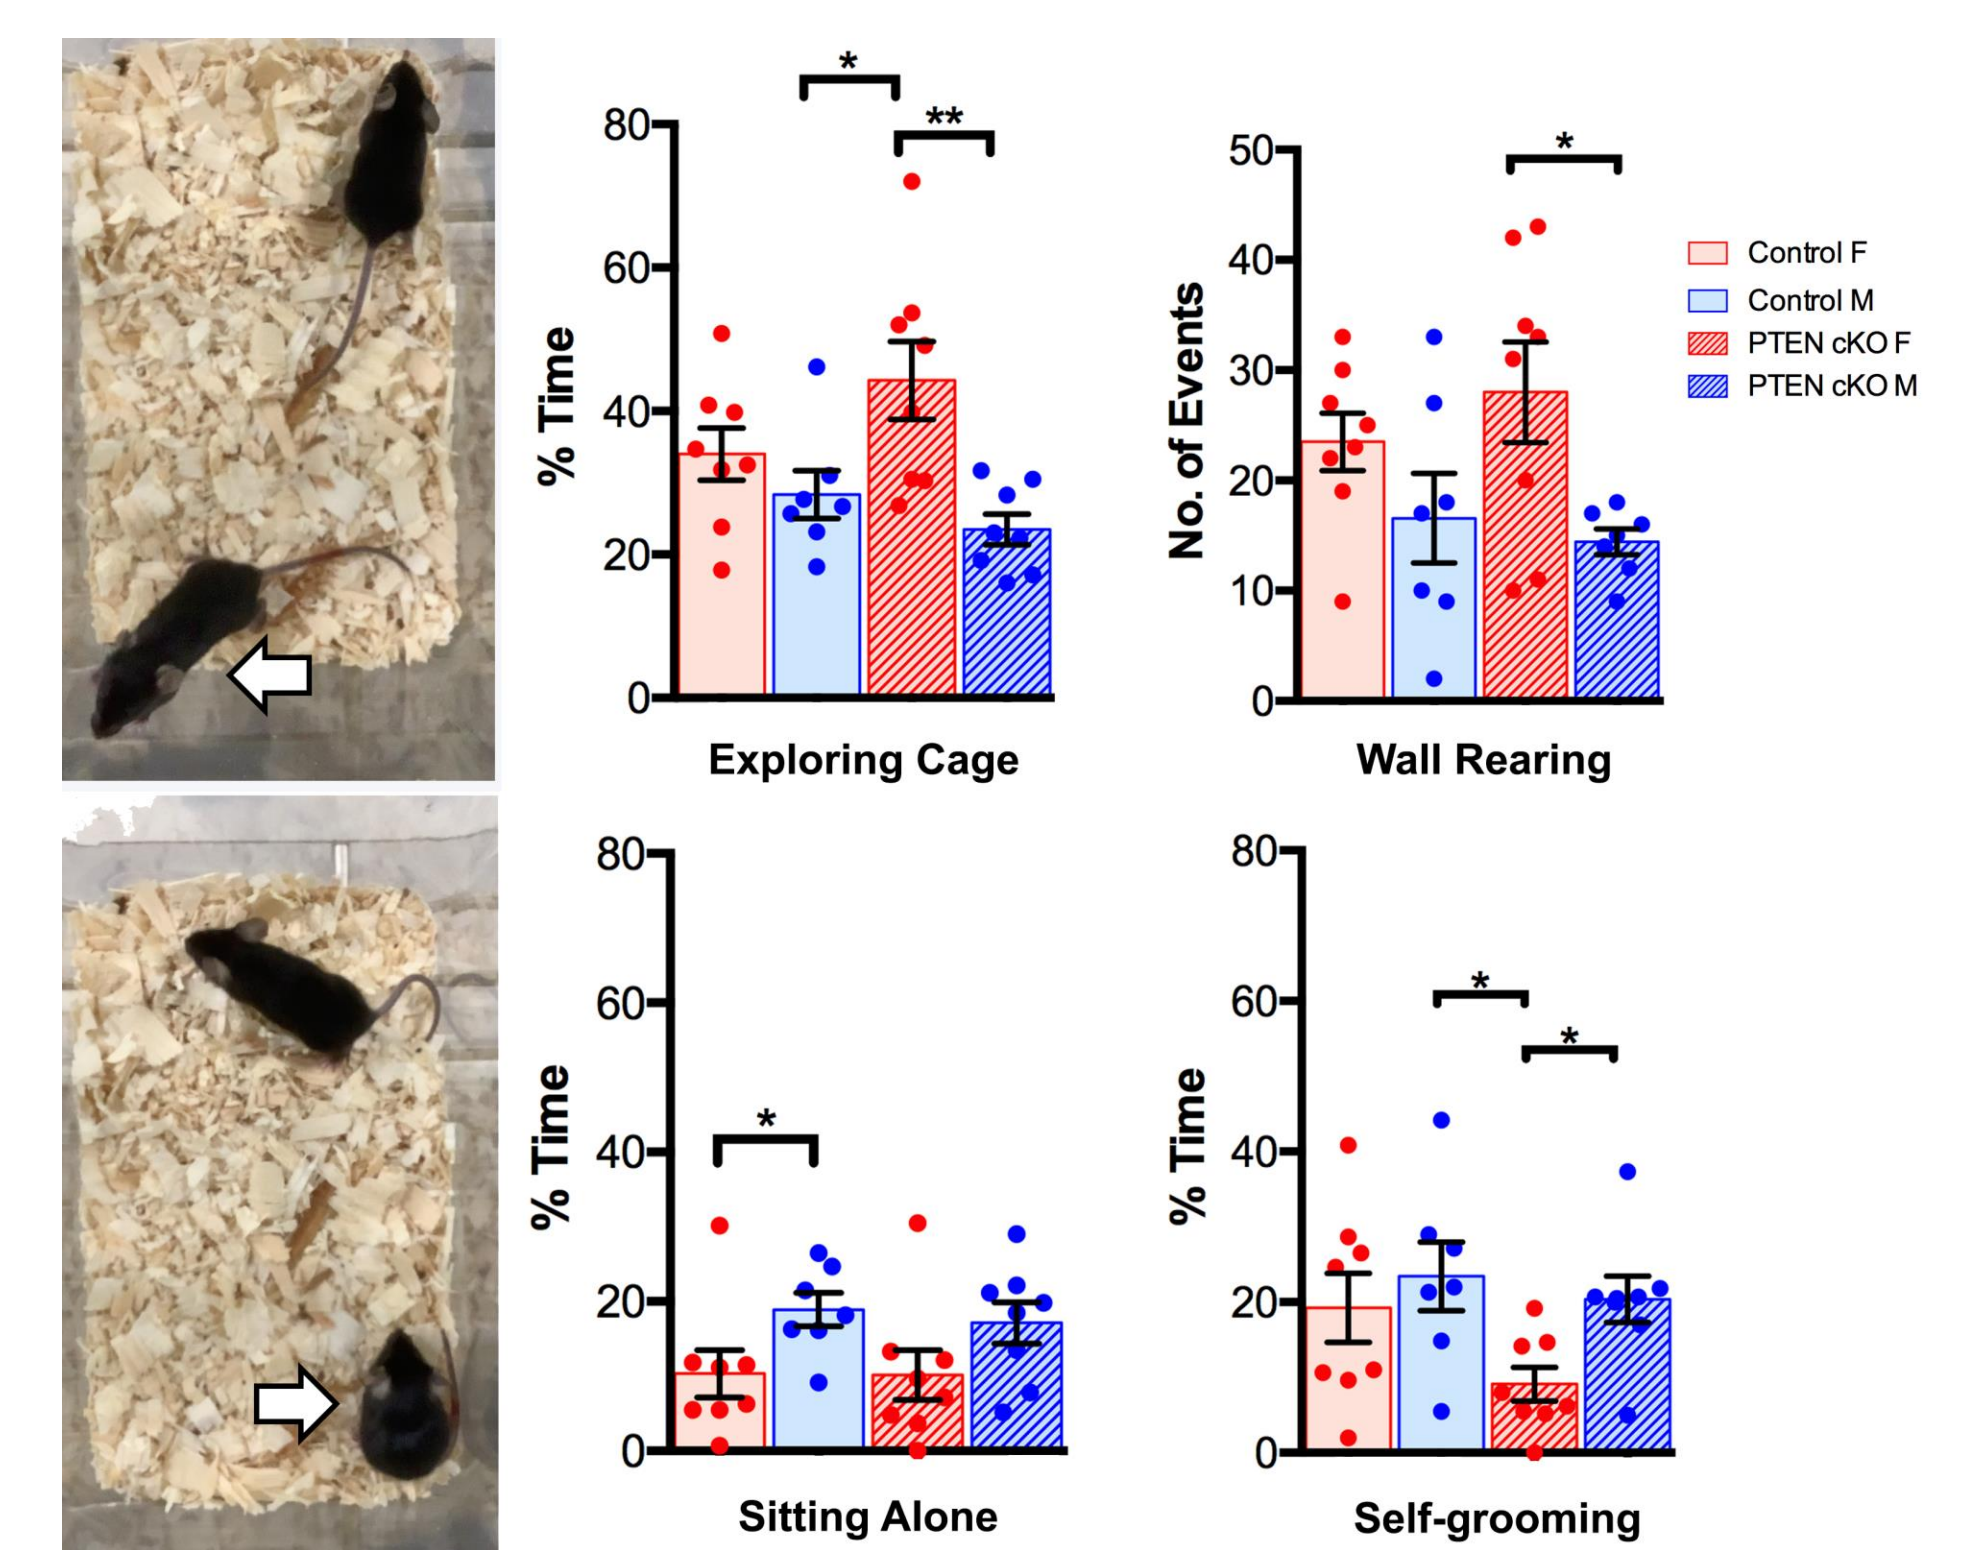 *
**
80
60
40
20
0
% Time
Exploring Cage
*
50
40
30
20
10
0
No. of Events
Wall Rearing
Control F
Control M
PTEN cKO F
PTEN cKO M
80
60
40
20
0
% Time
*
Sitting Alone
80
60
40
20
0
% Time
*
*
Self-grooming